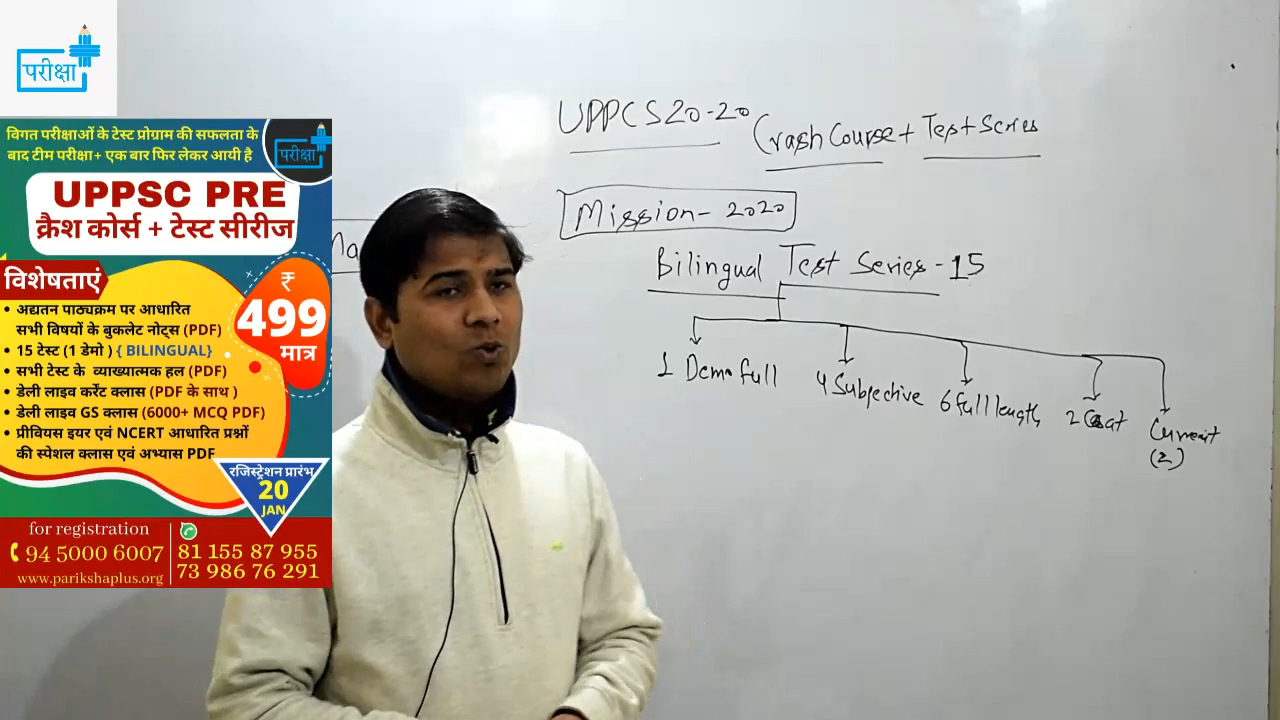 परीक्षा
विगत परीक्षाओं के टेस्ट प्रोग्राम की सफलता के
बाद टीम परीक्षा+ एक बार फिर लेकर आयी है
परीक्षा
UPPSC PRE
क्रैश कोर्स + टेस्ट सीरीज
विशेषताएं
₹
499
मात्र
• अद्यतन पाठ्यक्रम पर आधारित
सभी विषयों के बुकलेट नोट्स (PDF)
• 15 टेस्ट (1 डेमो ) { BILINGUAL}
• सभी टेस्ट के व्याख्यात्मक हल (PDF)
• डेली लाइव करेंट क्लास (PDF के साथ )
• डेली लाइव GS क्लास (6000+ MCQ PDF)
• प्रीवियस इयर एवं NCERT आधारित प्रश्नों
की स्पेशल क्लास एवं अभ्यास PDF
रजिस्ट्रेशन प्रारंभ
20
JAN
for registration
94 5000 6007
www.parikshaplus.org
81 155 87 955
73 986 76 291
UPPCS 20-20
Crash Course + Test Series
Mission- 2020
Bilingual Test Series - 15
1 Demo full
4 Subjective
6 full length
2 Csat
Current
(2)